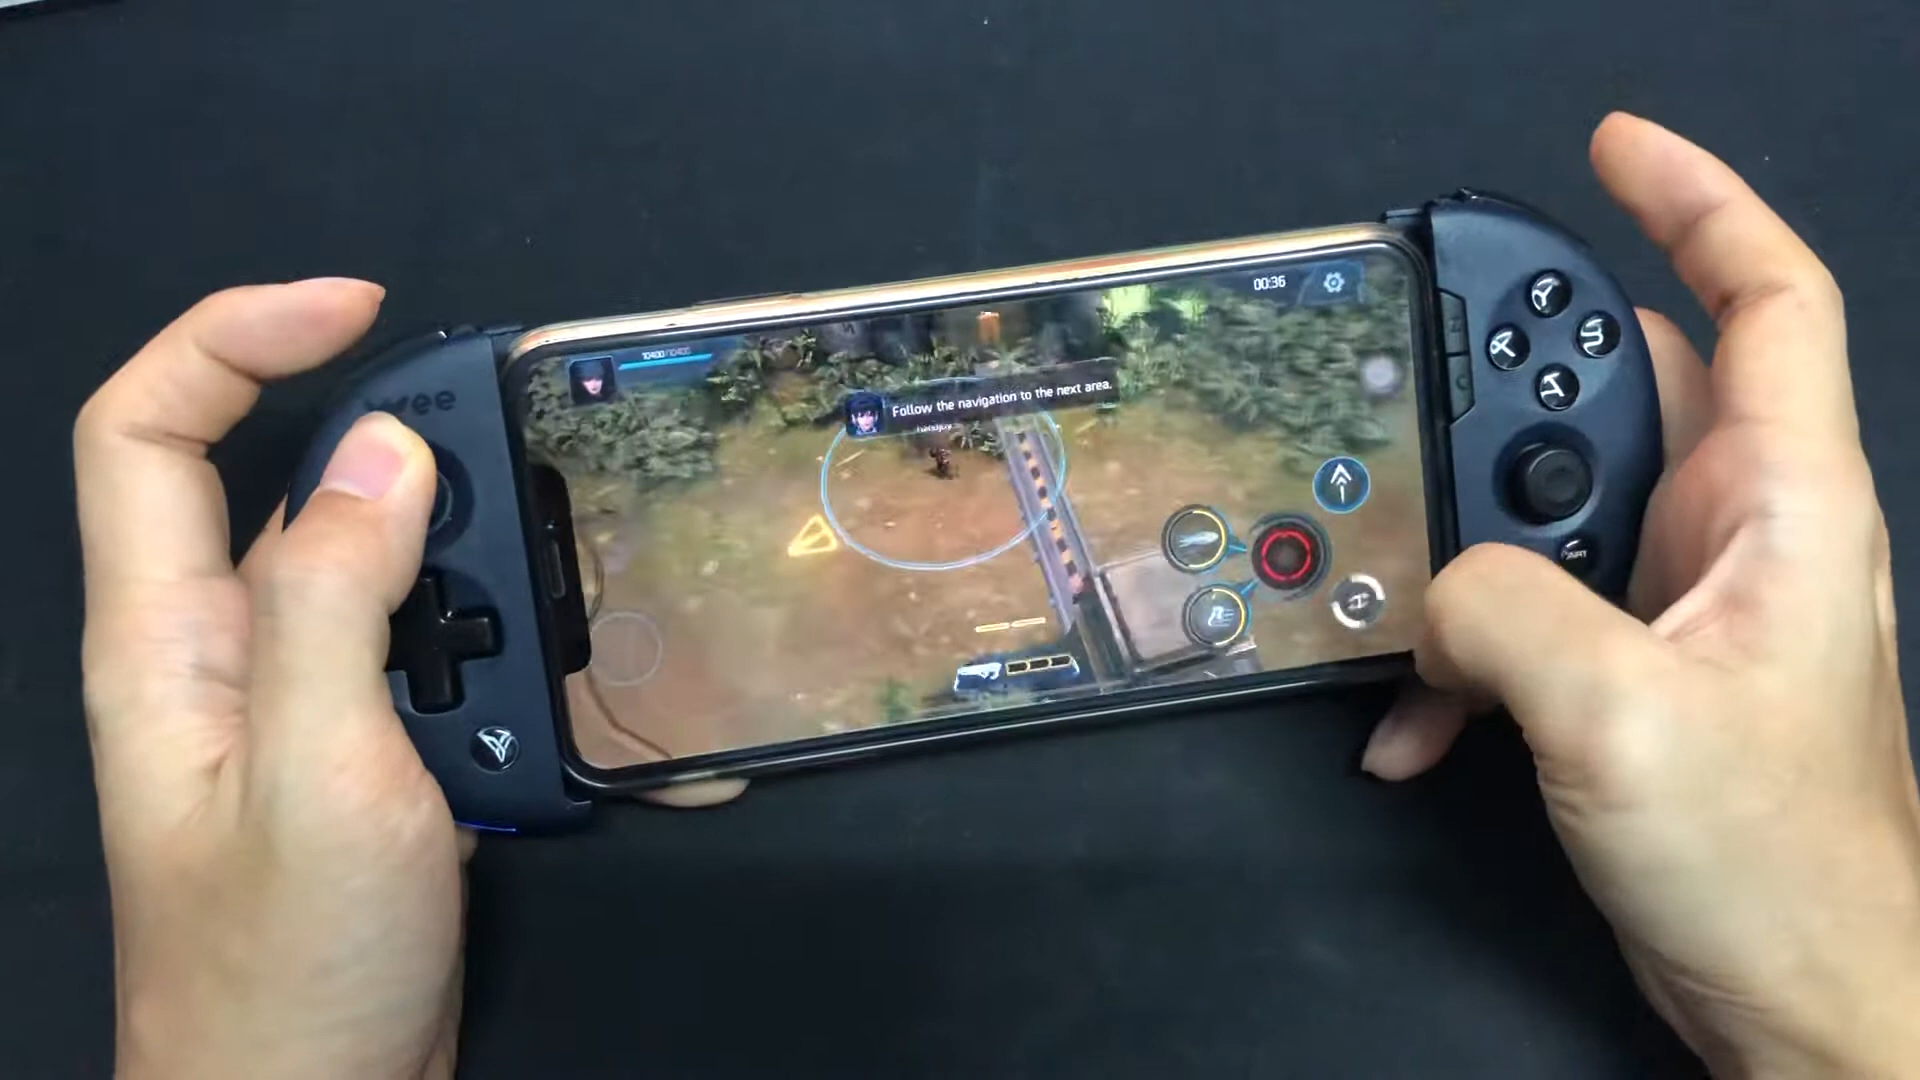 wee
10400/10400
00:36
Follow the navigation to the next area.
Y
X
B
A